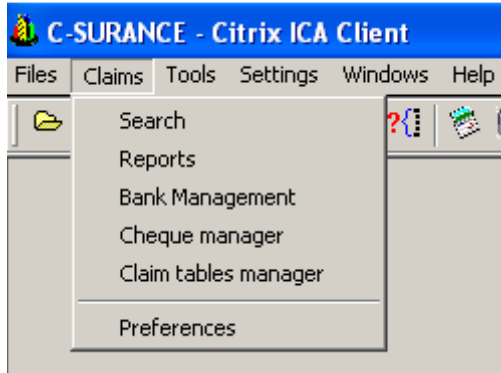 C-SURANCE - Citrix ICA Client
Files Claims Tools Settings Windows Help
?{
Search
Reports
Bank Management
Cheque manager
Claim tables manager
Preferences